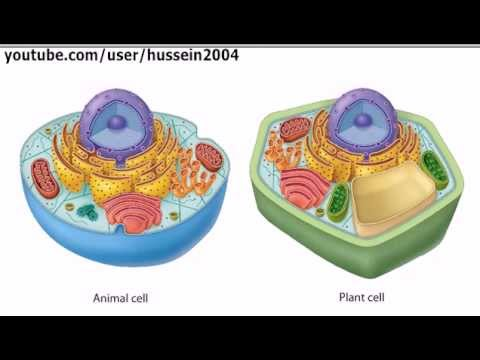 youtube.com/user/hussein2004
Animal cell
Plant cell